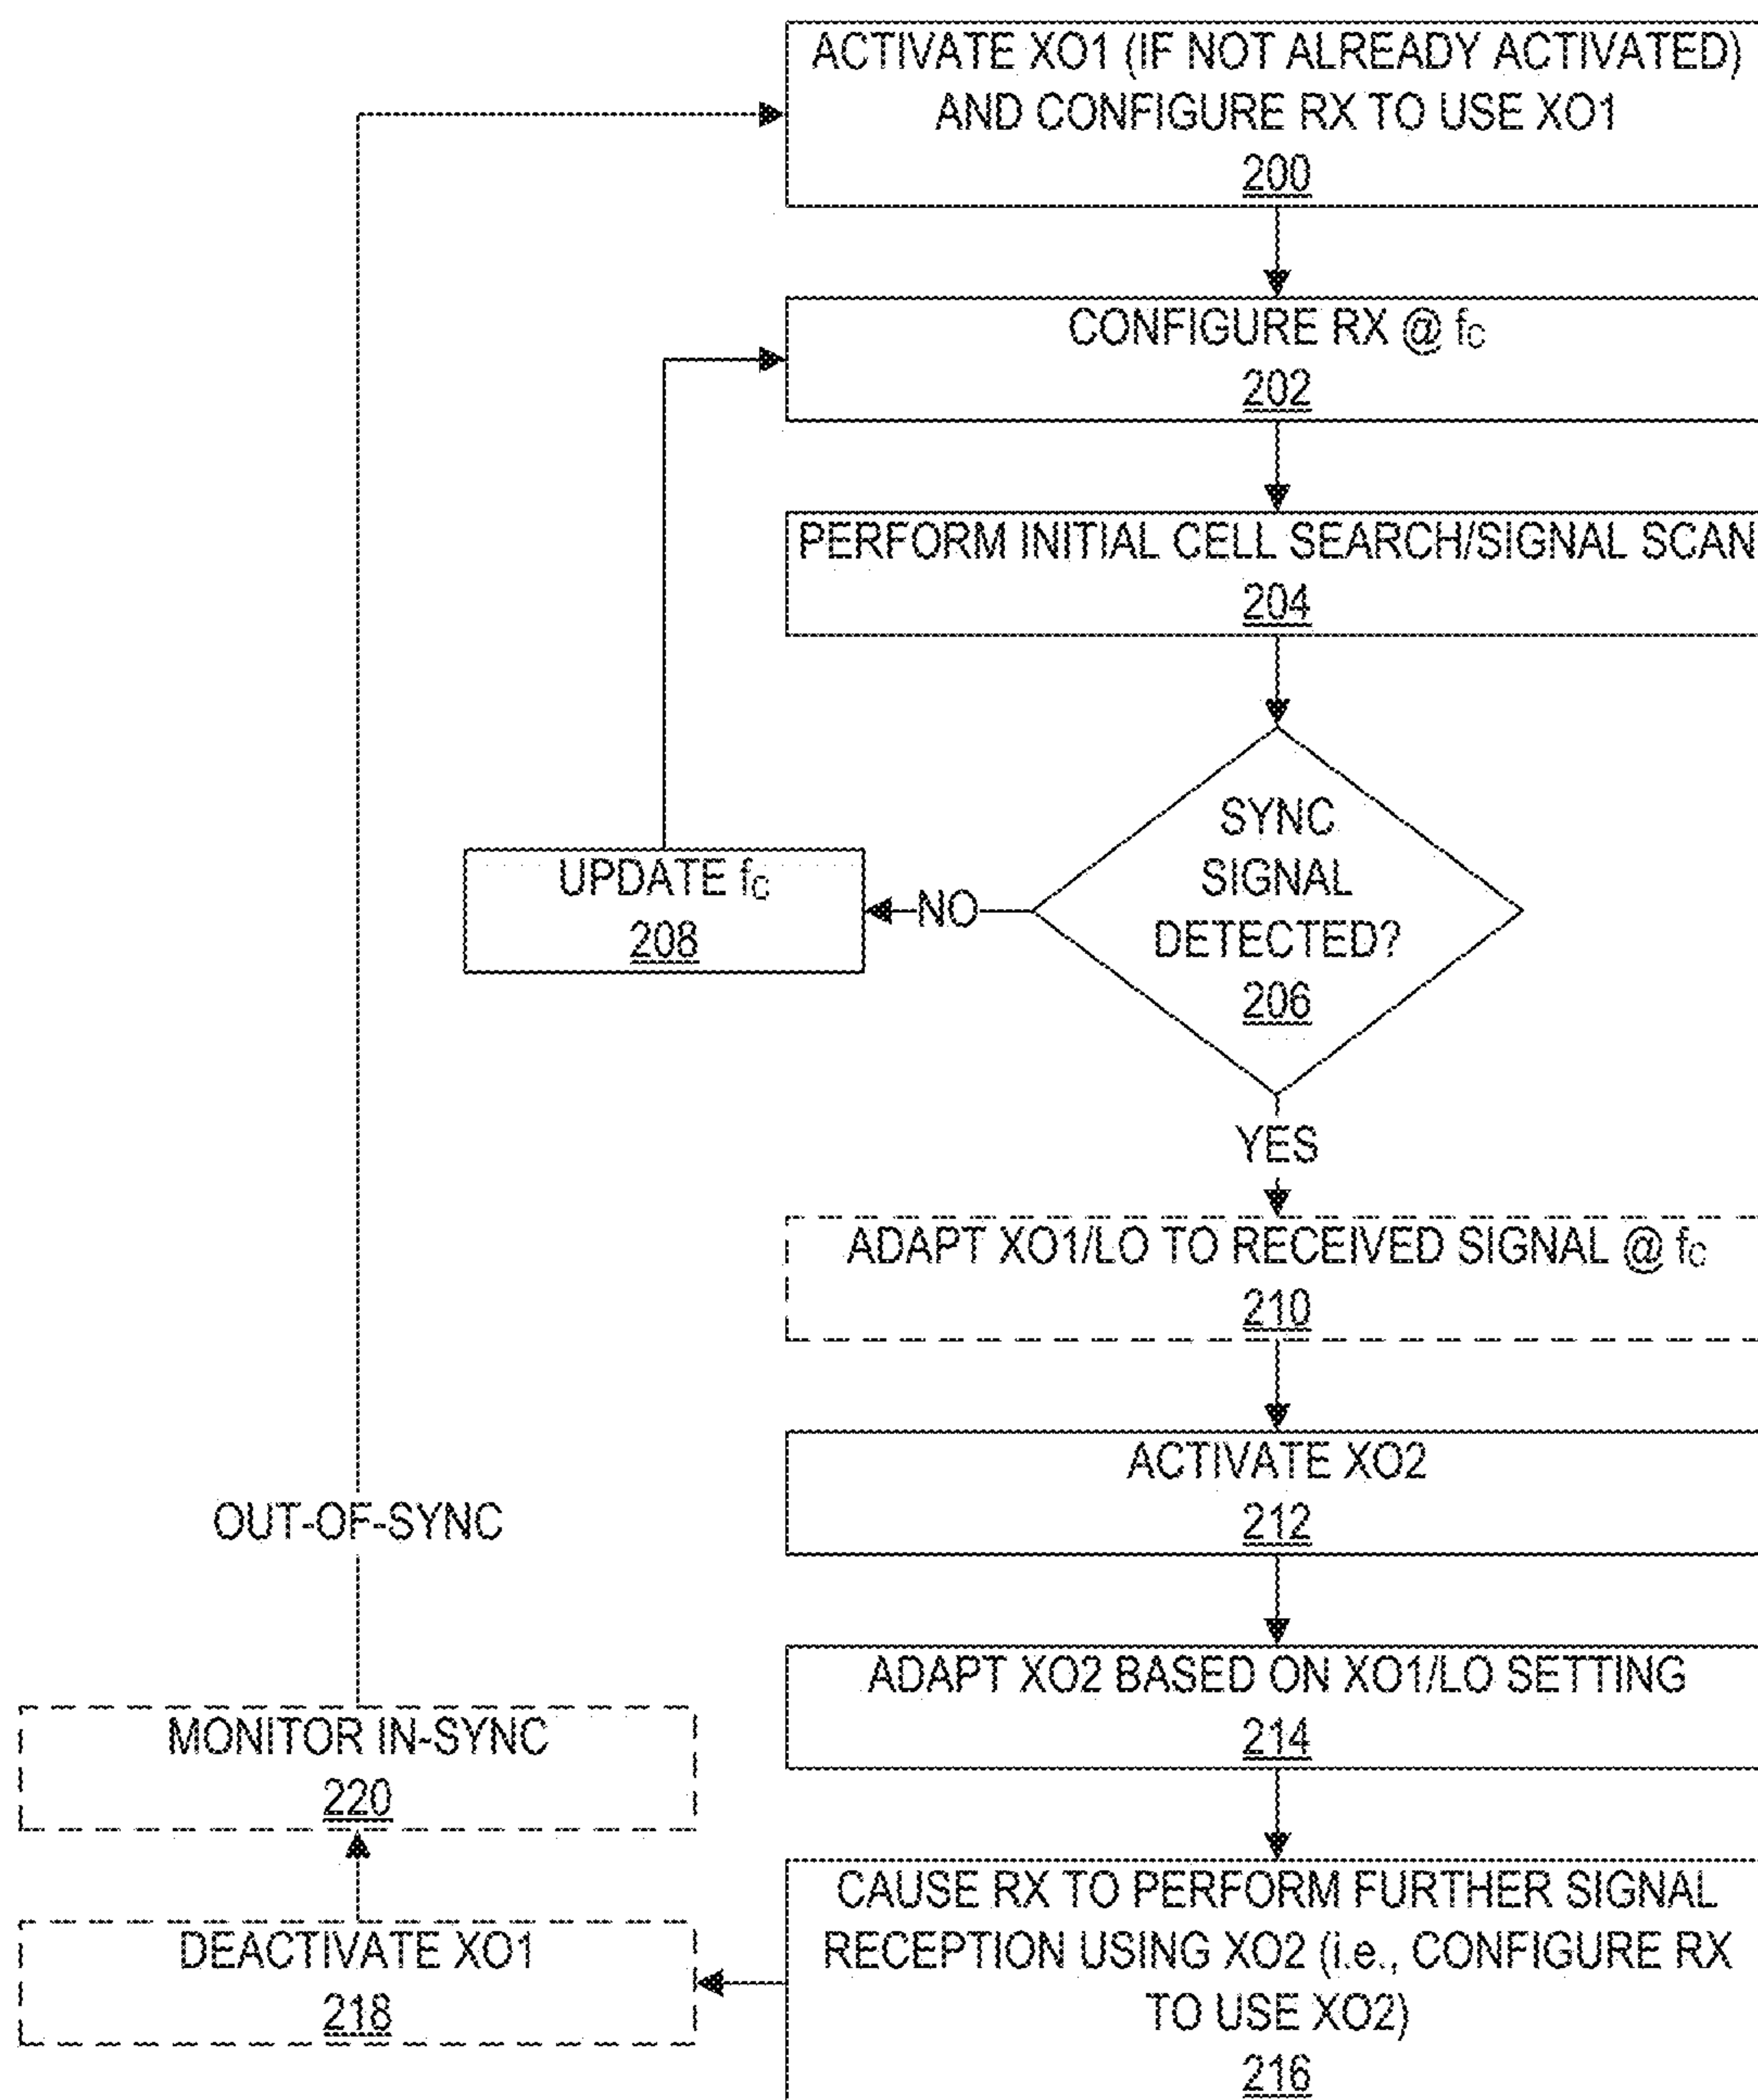 ACTIVATE XO1 (IF NOT ALREADY ACTIVATED)
AND CONFIGURE RX TO USE XO1
200
CONFIGURE RX @ fC
202
PERFORM INITIAL CELL SEARCH/SIGNAL SCAN
204
SYNC
SIGNAL
DETECTED?
206
NO
UPDATE fC
208
YES
ADAPT XO1/LO TO RECEIVED SIGNAL @ fC
210
ACTIVATE XO2
212
ADAPT XO2 BASED ON XO1/LO SETTING
214
CAUSE RX TO PERFORM FURTHER SIGNAL
RECEPTION USING XO2 (i.e., CONFIGURE RX
TO USE XO2)
216
DEACTIVATE XO1
218
MONITOR IN-SYNC
220
OUT-OF-SYNC